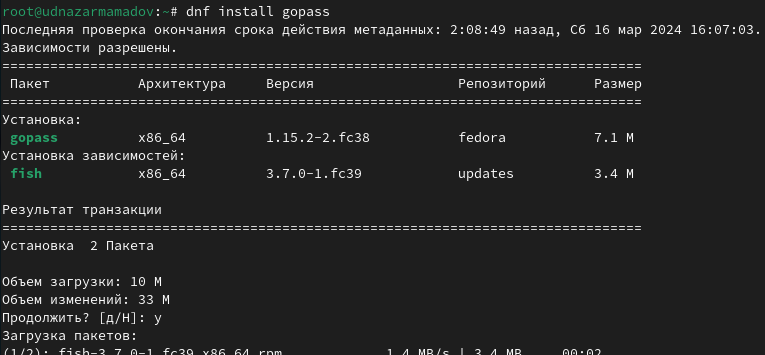 root@udnazarmamadov:~# dnf install gopass
Последняя проверка окончания срока действия метаданных: 2:08:49 назад, Сб 16 мар 2024 16:07:03.
Зависимости разрешены.
================================================================================
 Пакет           Архитектура     Версия                  Репозиторий      Размер
================================================================================
Установка:
 gopass          x86_64          1.15.2-2.fc38           fedora           7.1 M
Установка зависимостей:
 fish            x86_64          3.7.0-1.fc39            updates          3.4 M
Результат транзакции
================================================================================
Установка  2 Пакета
Объем загрузки: 10 M
Объем изменений: 33 M
Продолжить? [д/Н]: y
Загрузка пакетов:
(1/2): fish-3.7.0-1.fc39.x86_64.rpm             1.4 MB/s | 3.4 MB     00:02